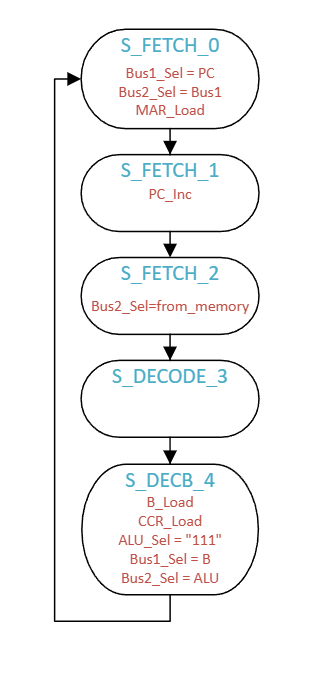 S_FETCH_0
Bus1_Sel = PC
Bus2_Sel = Bus1
MAR_Load
S_FETCH_1
PC_Inc
S_FETCH_2
Bus2_Sel=from_memory
S_DECODE_3
S_DECB_4
B_Load
CCR_Load
ALU_Sel = "111"
Bus1_Sel = B
Bus2_Sel = ALU